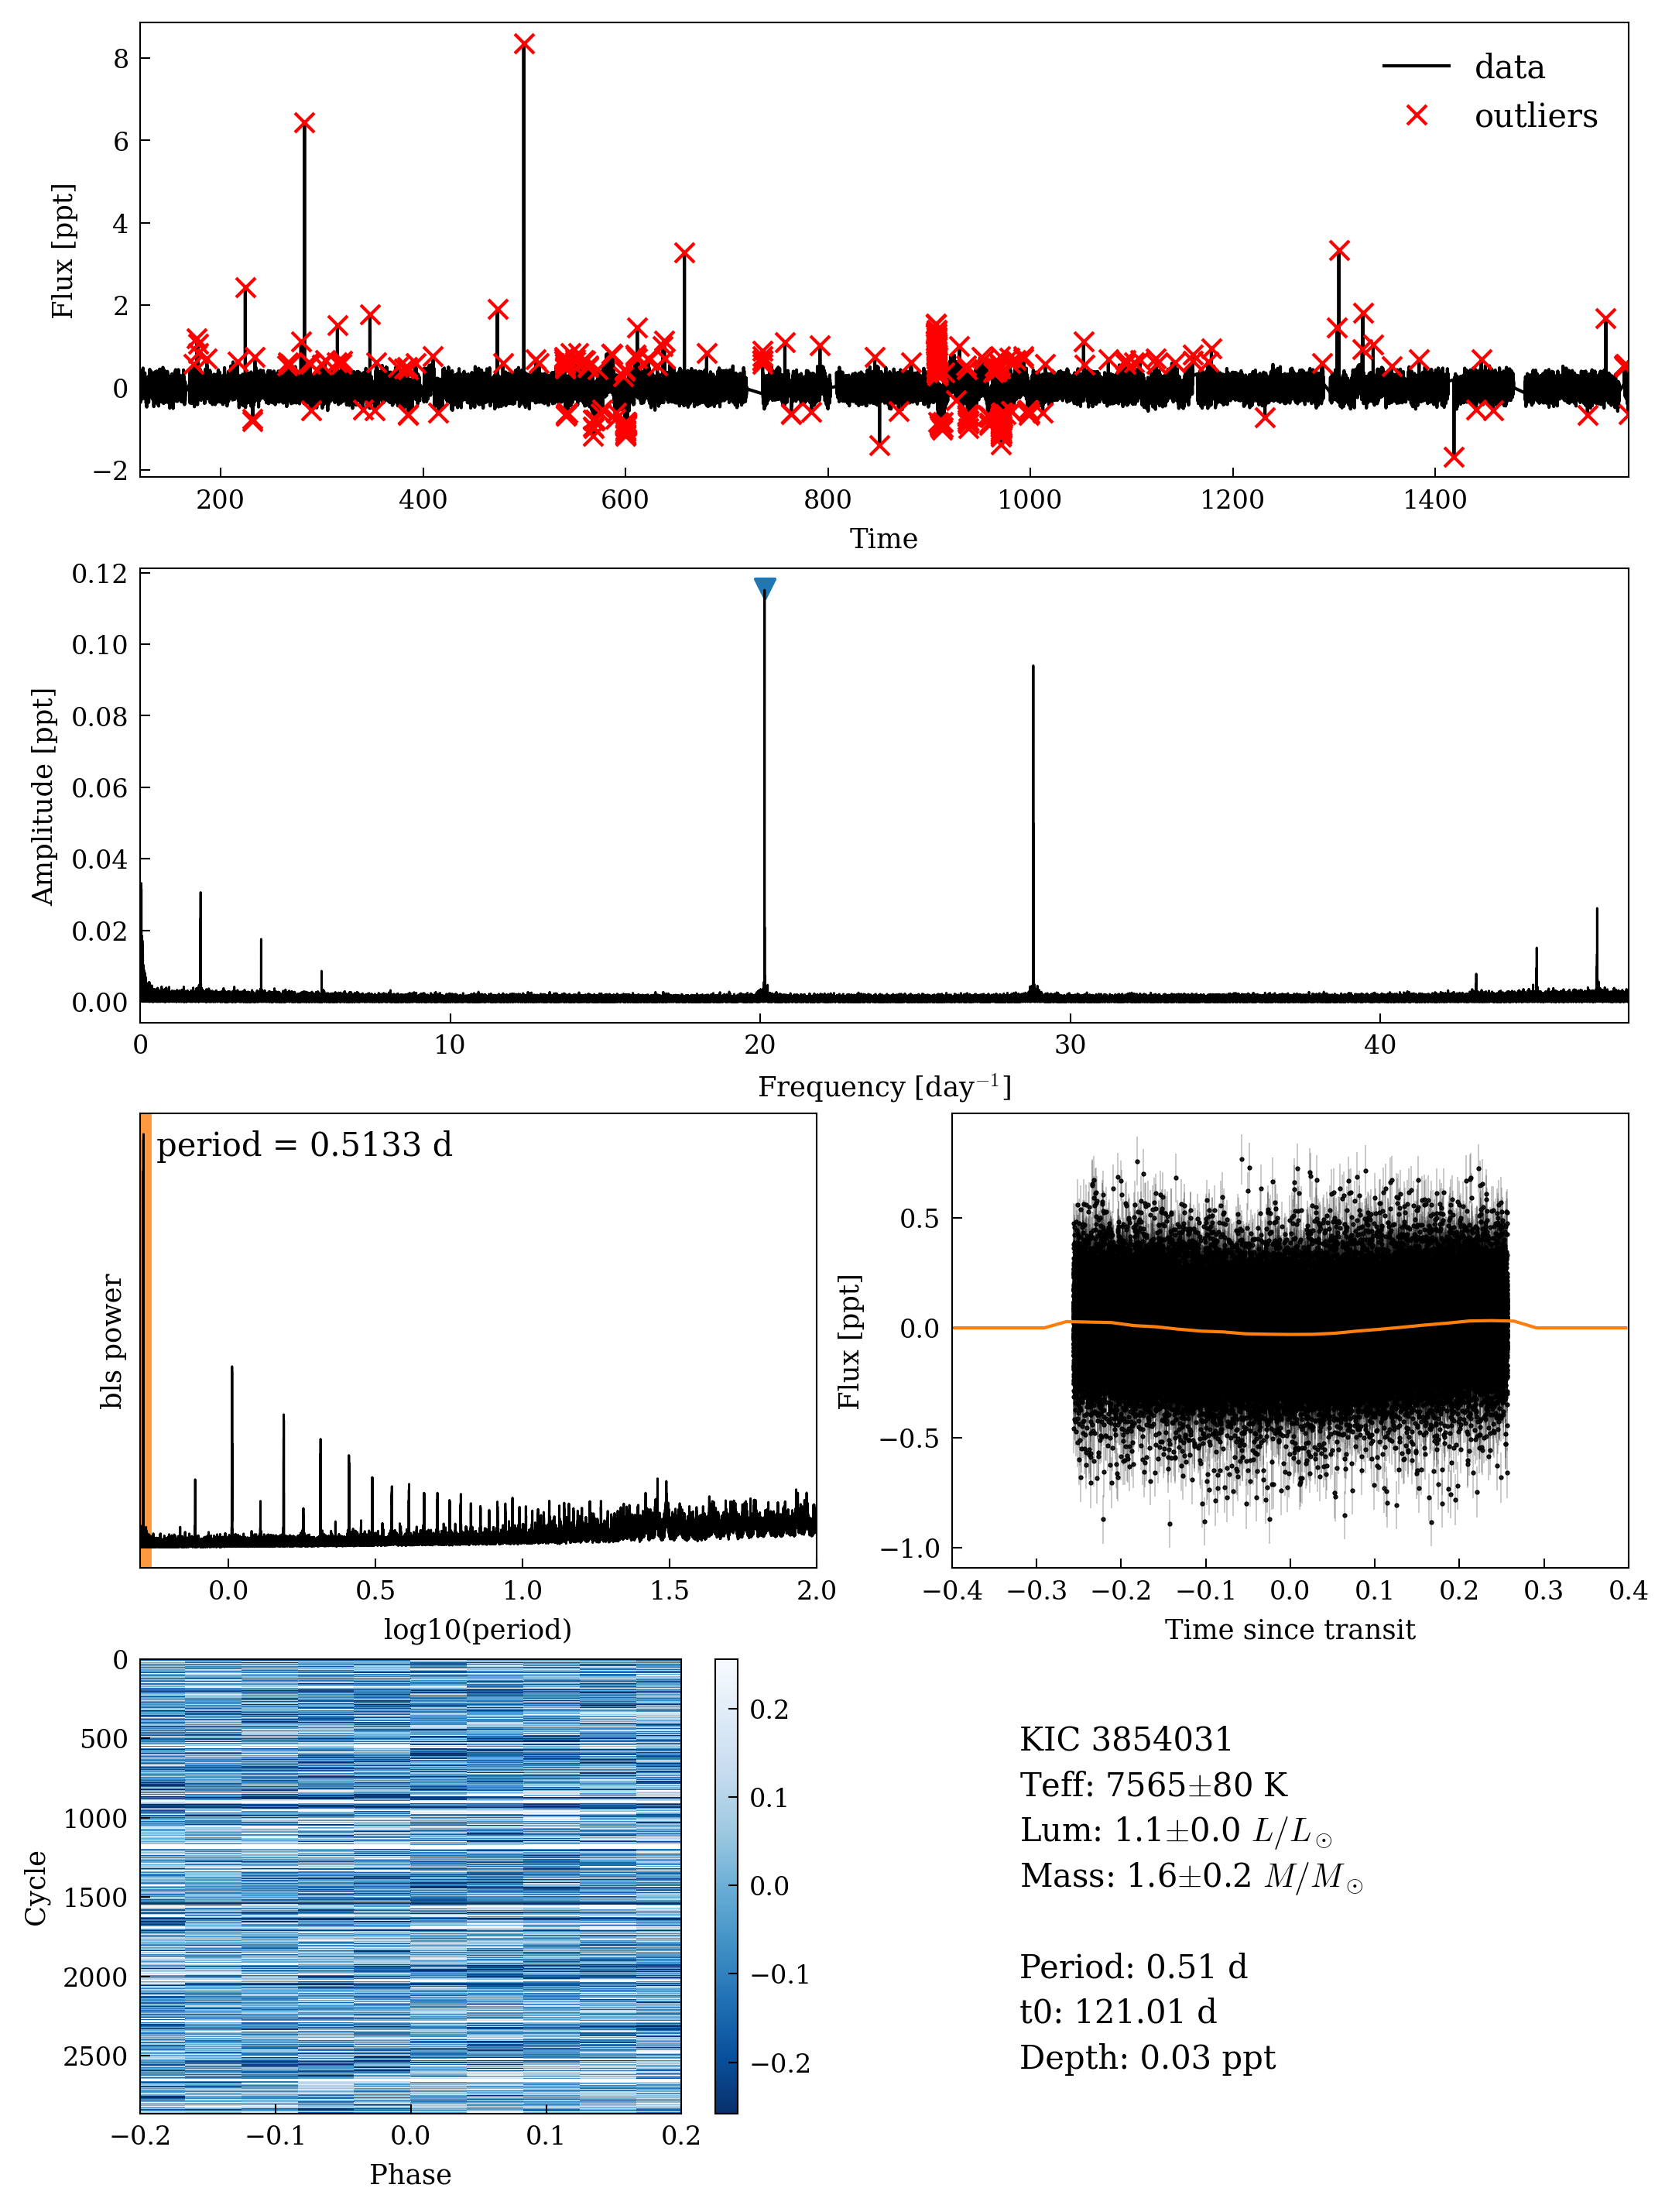 8
6
4
2
0
−2
Flux [ppt]
data
outliers
200 400 600 800 1000 1200 1400
Time
0.12
0.10
0.08
0.06
0.04
0.02
0.00
Amplitude [ppt]
0 10 20 30 40
Frequency [day⁻¹]
period = 0.5133 d
bls power
0.0 0.5 1.0 1.5 2.0
log10(period)
0.5
0.0
−0.5
−1.0
Flux [ppt]
−0.4 −0.3 −0.2 −0.1 0.0 0.1 0.2 0.3 0.4
Time since transit
0
500
1000
1500
2000
2500
Cycle
−0.2 −0.1 0.0 0.1 0.2
Phase
0.2
0.1
0.0
−0.1
−0.2
KIC 3854031
Teff: 7565±80 K
Lum: 1.1±0.0 L/L⊙
Mass: 1.6±0.2 M/M⊙
Period: 0.51 d
t0: 121.01 d
Depth: 0.03 ppt